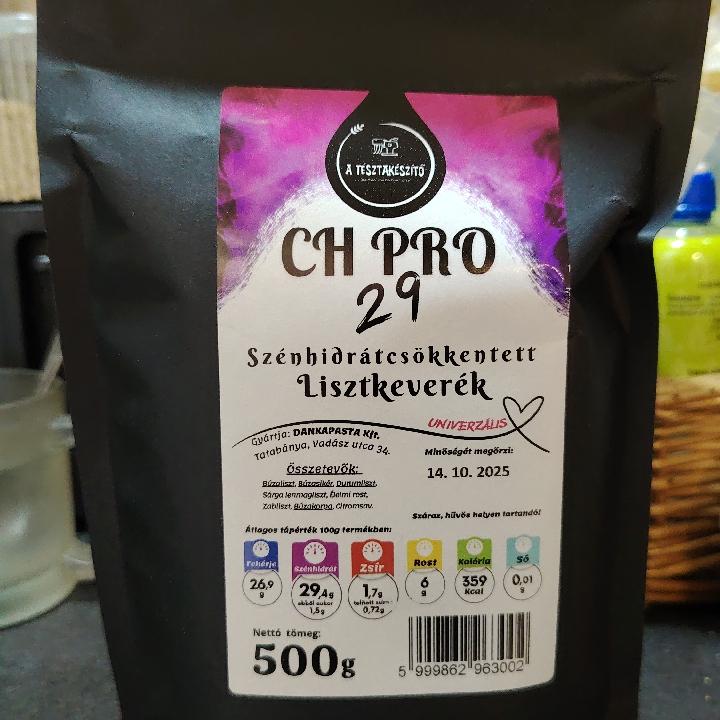 A TÉSZTAKÉSZÍTŐ
CH PRO
29
Szénhidrátcsökkentett
Lisztkeverék
UNIVERZÁLIS
Gyártja: DANKAPASTA Kft.
Tatabánya, Vadász utca 34.
Összetevők:
Búzaliszt, Búzasikér, Durumliszt,
Sárga lenmagliszt, Élelmi rost,
Zabliszt, Búzakorpa, Citromsav.
Minőségét megőrzi:
14. 10. 2025
Száraz, hűvös helyen tartandó!
Átlagos tápérték 100g termékben:
Fehérje
26,9
g
Szénhidrát
29,4g
ebből cukor
1,5g
Zsír
1,7g
telített zsír
0,72g
Rost
6
g
Kalória
359
Kcal
Só
0,01
g
Nettó tömeg:
500g
5 999862 963002